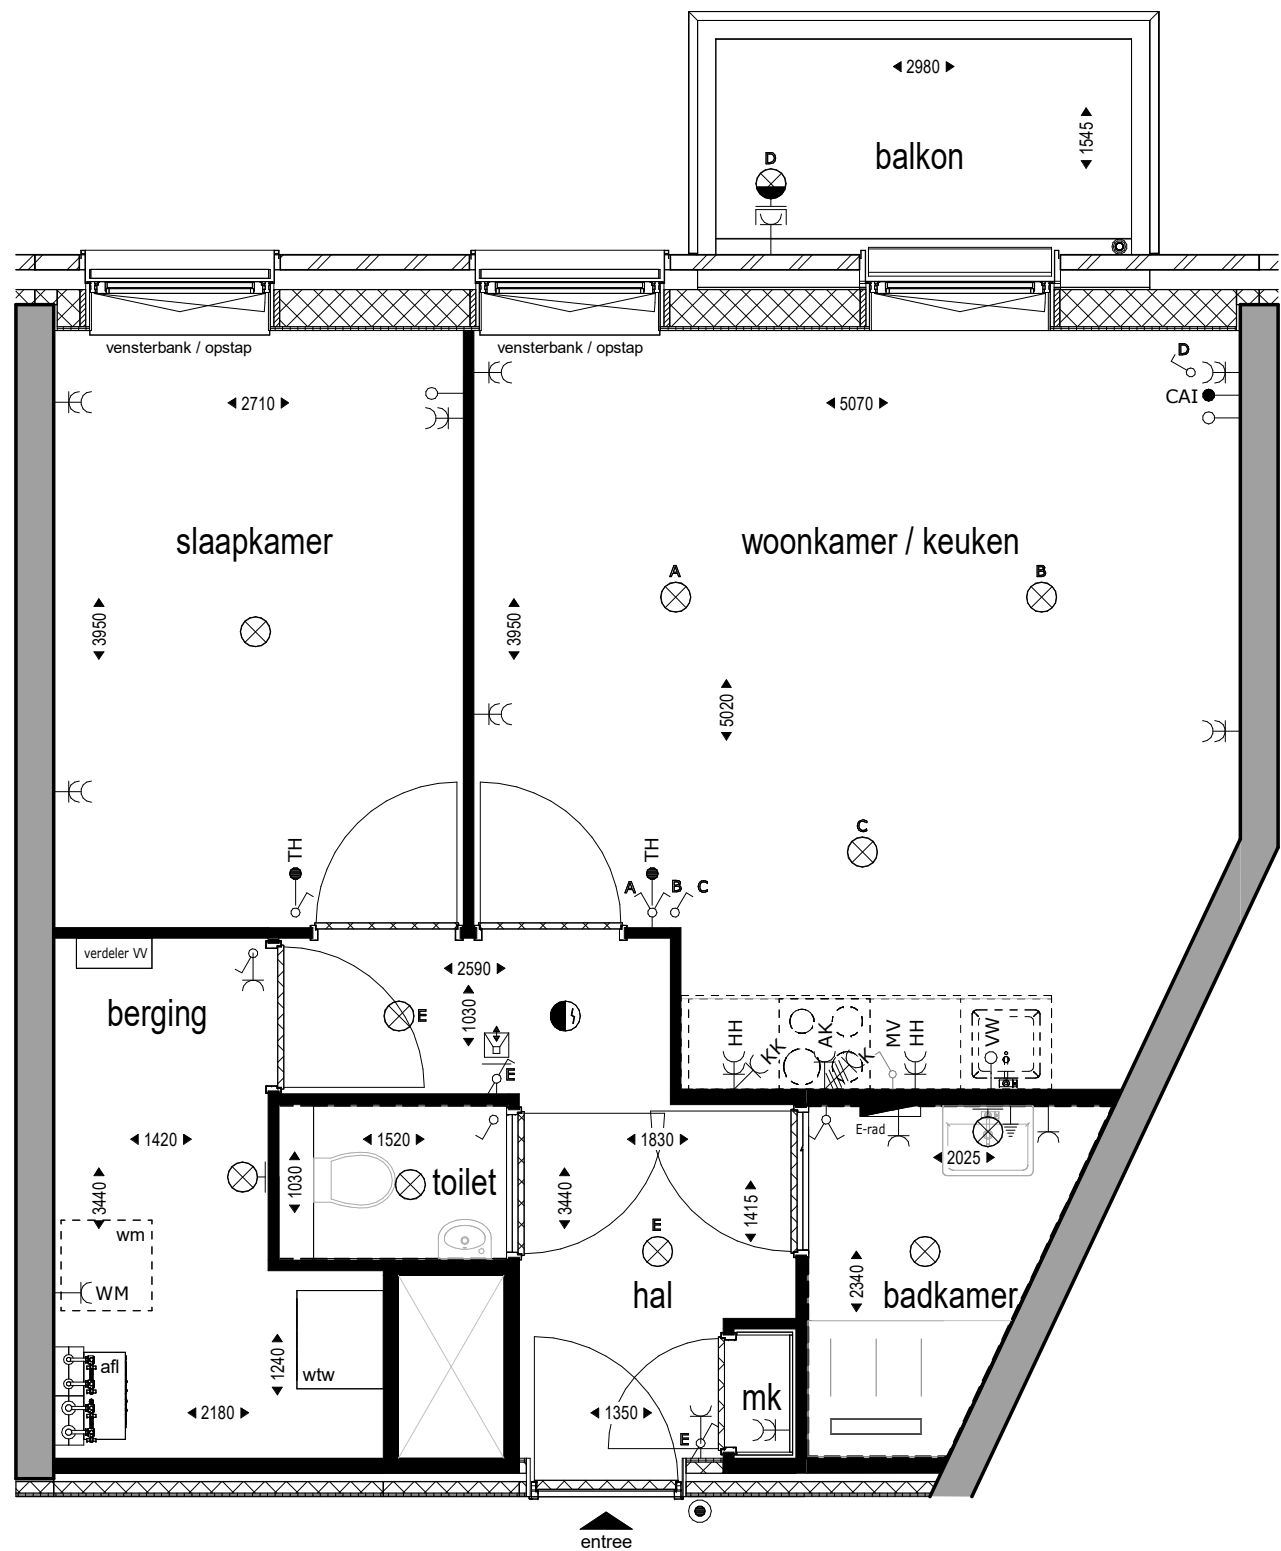 2980
1545
balkon
D
vensterbank / opstap
vensterbank / opstap
D
CAI
2710
5070
slaapkamer
woonkamer / keuken
A
B
3950
3950
5020
C
TH
TH
A
B
C
verdeler VV
2590
berging
E
1030
E
HH
KK
AK
MV
HH
VW
1420
1520
1830
E-rad
2025
3440
1030
toilet
3440
1415
wm
WM
E
hal
2340
badkamer
afl
1240
wtw
mk
2180
1350
E
entree